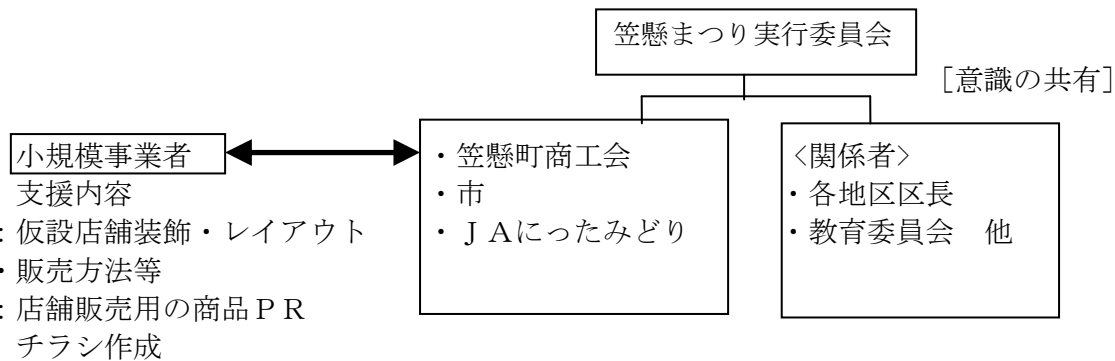 笠懸まつり実行委員会
[意識の共有]
小規模事業者
支援内容
:仮設店舗装飾・レイアウト
・販売方法等
:店舗販売用の商品PR
チラシ作成
・笠懸町商工会
・市
・JAにったみどり
<関係者>
・各地区区長
・教育委員会 他